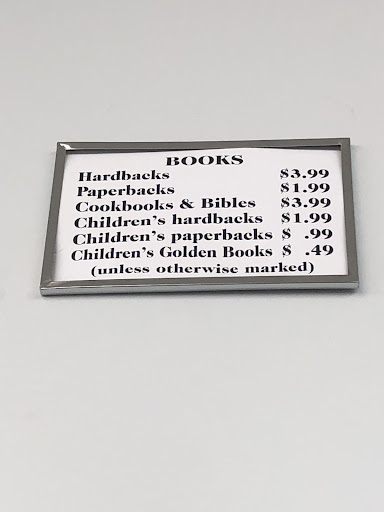 BOOKS
Hardbacks $3.99
Paperbacks $1.99
Cookbooks & Bibles $3.99
Children's hardbacks $1.99
Children's paperbacks $ .99
Children's Golden Books $ .49
(unless otherwise marked)